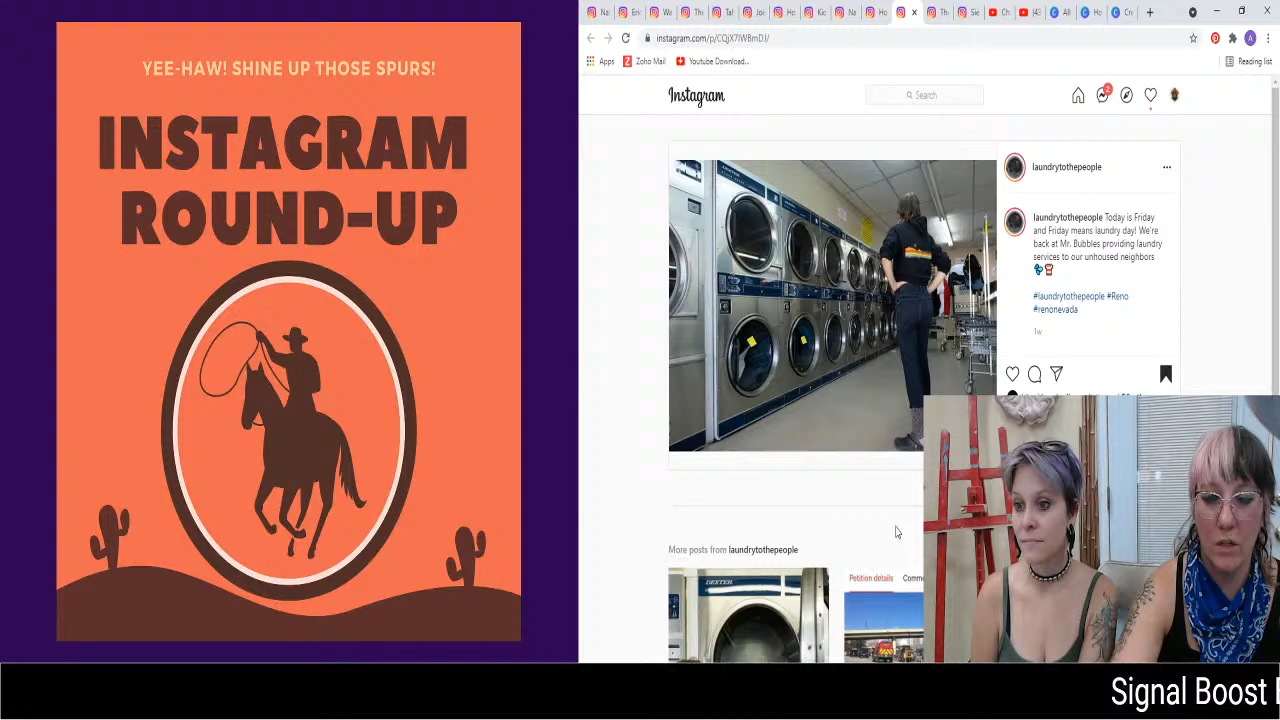 YEE-HAW! SHINE UP THOSE SPURS!
INSTAGRAM
ROUND-UP
instagram.com/p/CQjX7lWBmDJ/
Apps
Zoho Mail
Youtube Download...
Reading list
Instagram
Search
2
laundrytothepeople
laundrytothepeople Today is Friday
and Friday means laundry day! We're
back at Mr. Bubbles providing laundry
services to our unhoused neighbors
#laundrytothepeople #Reno
#renonevada
1w
More posts from laundrytothepeople
DEXTER
Petition details
Signal Boost